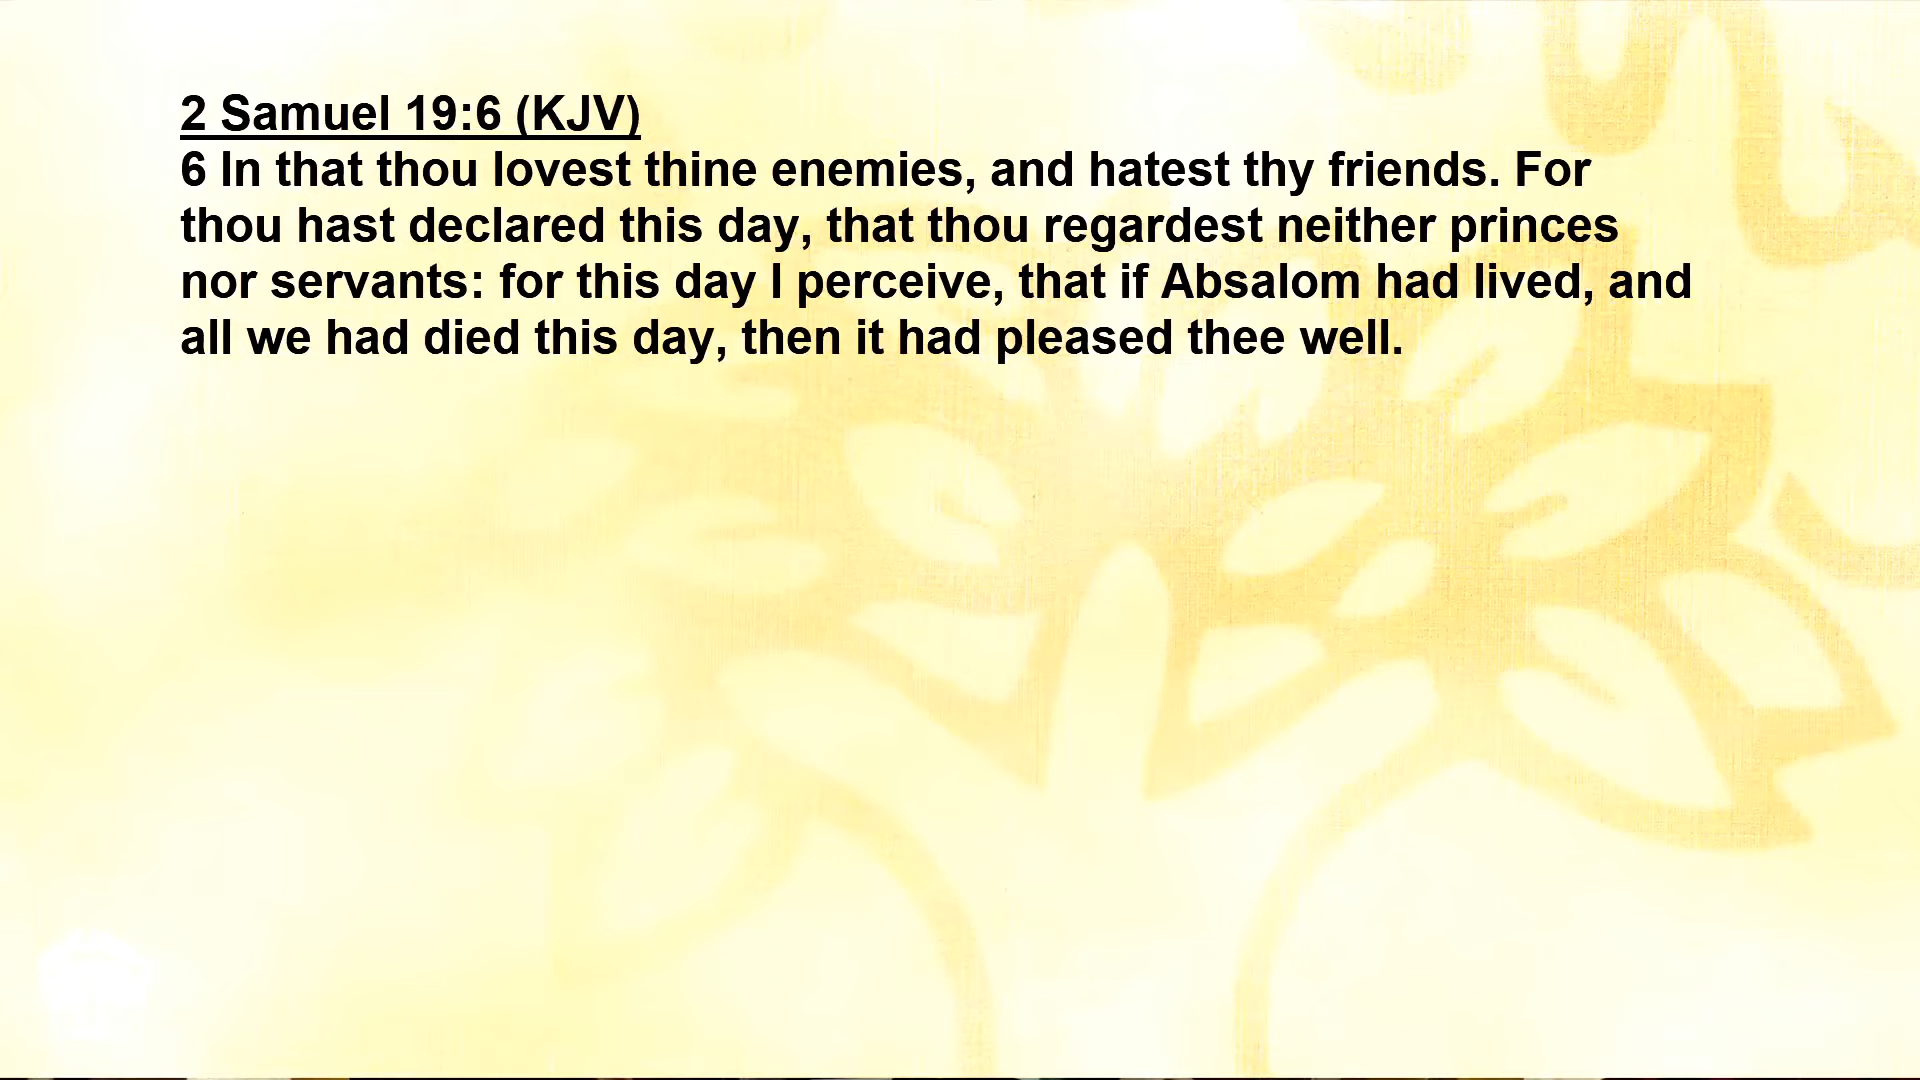 2 Samuel 19:6 (KJV)
6 In that thou lovest thine enemies, and hatest thy friends. For
thou hast declared this day, that thou regardest neither princes
nor servants: for this day I perceive, that if Absalom had lived, and
all we had died this day, then it had pleased thee well.